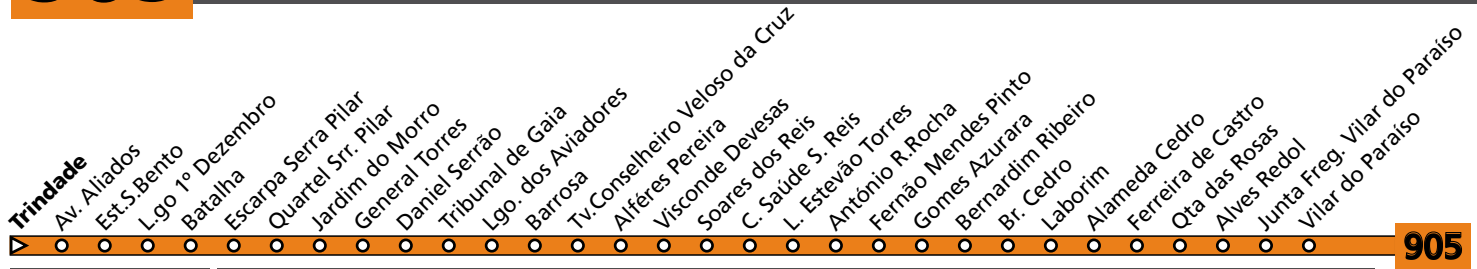 Trindade
Av. Aliados
Est.S.Bento
L.go 1º Dezembro
Batalha
Escarpa Serra Pilar
Quartel Srr. Pilar
Jardim do Morro
General Torres
Daniel Serrão
Tribunal de Gaia
Lgo. dos Aviadores
Barrosa
Tv.Conselheiro Veloso da Cruz
Alféres Pereira
Visconde Devesas
Soares dos Reis
C. Saúde S. Reis
L. Estevão Torres
António R.Rocha
Fernão Mendes Pinto
Gomes Azurara
Bernardim Ribeiro
Br. Cedro
Laborim
Alameda Cedro
Ferreira de Castro
Qta das Rosas
Alves Redol
Junta Freg. Vilar do Paraíso
Vilar do Paraíso
905